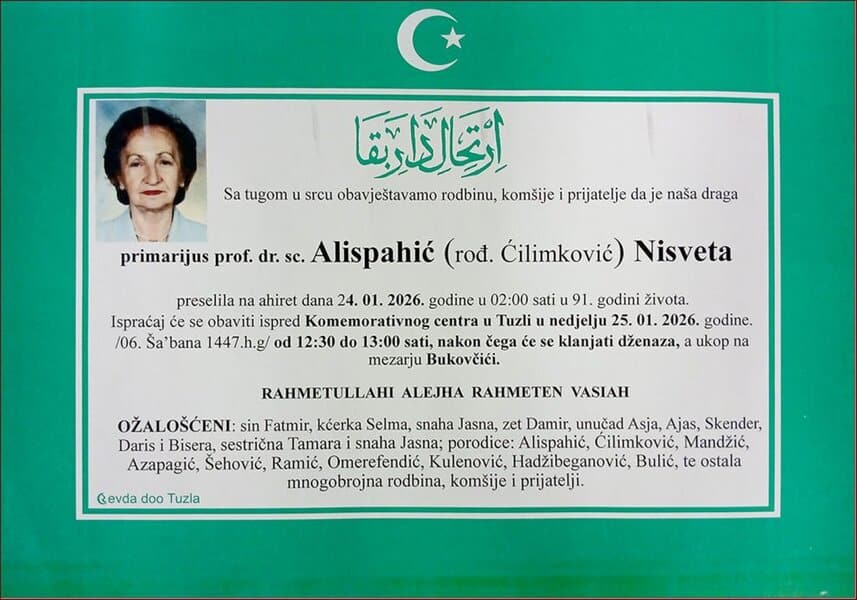 اِرْتِحَالِ دَارِ بَقَا
Sa tugom u srcu obavještavamo rodbinu, komšije i prijatelje da je naša draga
primarijus prof. dr. sc. Alispahić (rođ. Ćilimković) Nisveta
preselila na ahiret dana 24. 01. 2026. godine u 02:00 sati u 91. godini života.
Ispraćaj će se obaviti ispred Komemorativnog centra u Tuzli u nedjelju 25. 01. 2026. godine.
/06. Ša'bana 1447.h.g/ od 12:30 do 13:00 sati, nakon čega će se klanjati dženaza, a ukop na
mezarju Bukovčići.
RAHMETULLAHI ALEJHA RAHMETEN VASIAH
OŽALOŠĆENI: sin Fatmir, kćerka Selma, snaha Jasna, zet Damir, unučad Asja, Ajas, Skender,
Daris i Bisera, sestrična Tamara i snaha Jasna; porodice: Alispahić, Ćilimković, Mandžić,
Azapagić, Šehović, Ramić, Omerefendić, Kulenović, Hadžibeganović, Bulić, te ostala
mnogobrojna rodbina, komšije i prijatelji.
evda doo Tuzla